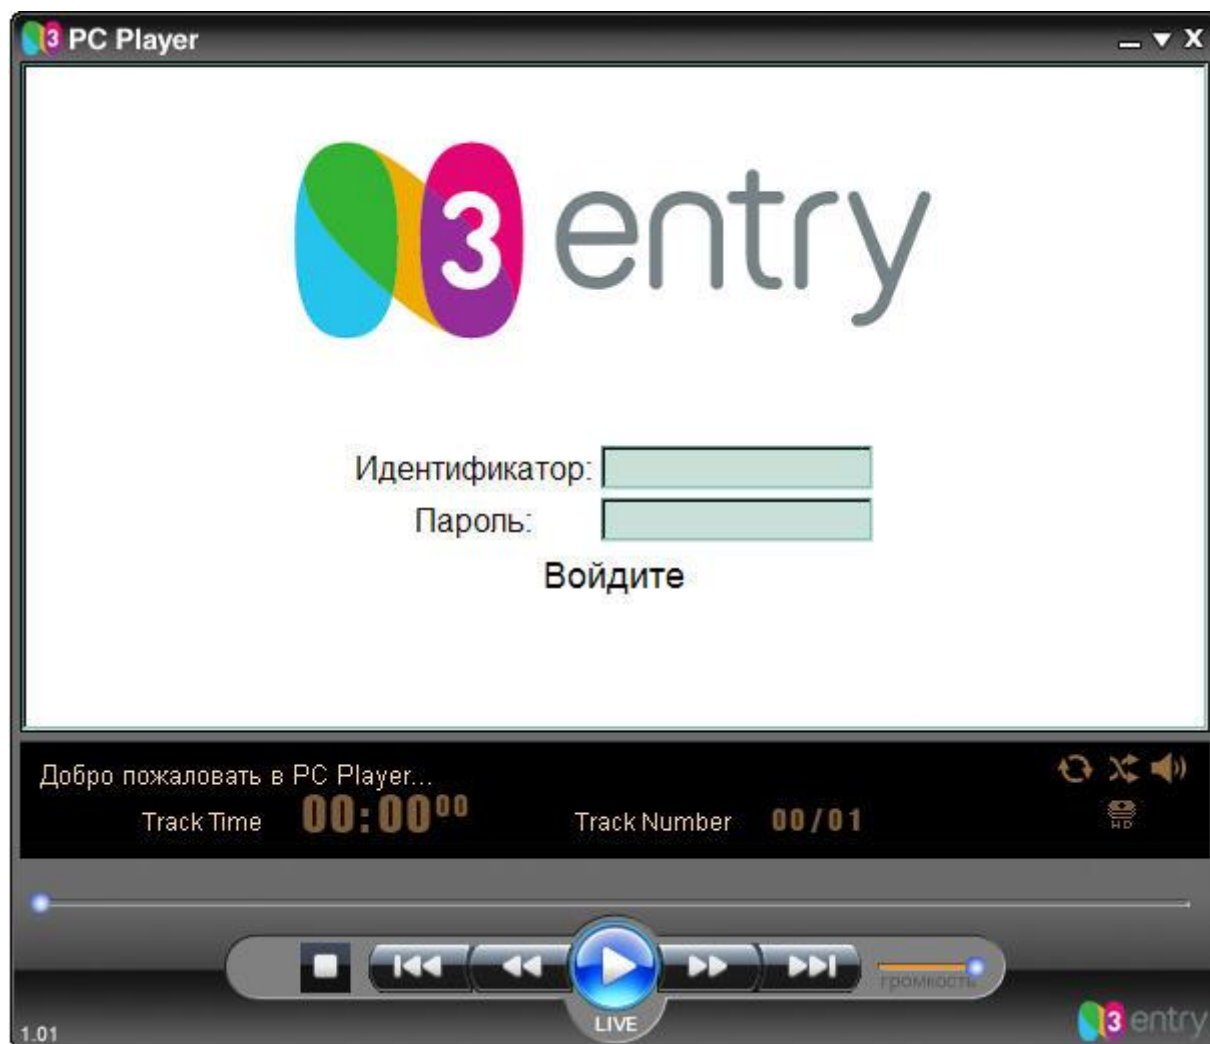 3 PC Player
3 entry
Идентификатор:
Пароль:
Войдите
Добро пожаловать в PC Player...
Track Time 00:00 00 Track Number 00/01
HD
громкость
LIVE
1.01
3 entry